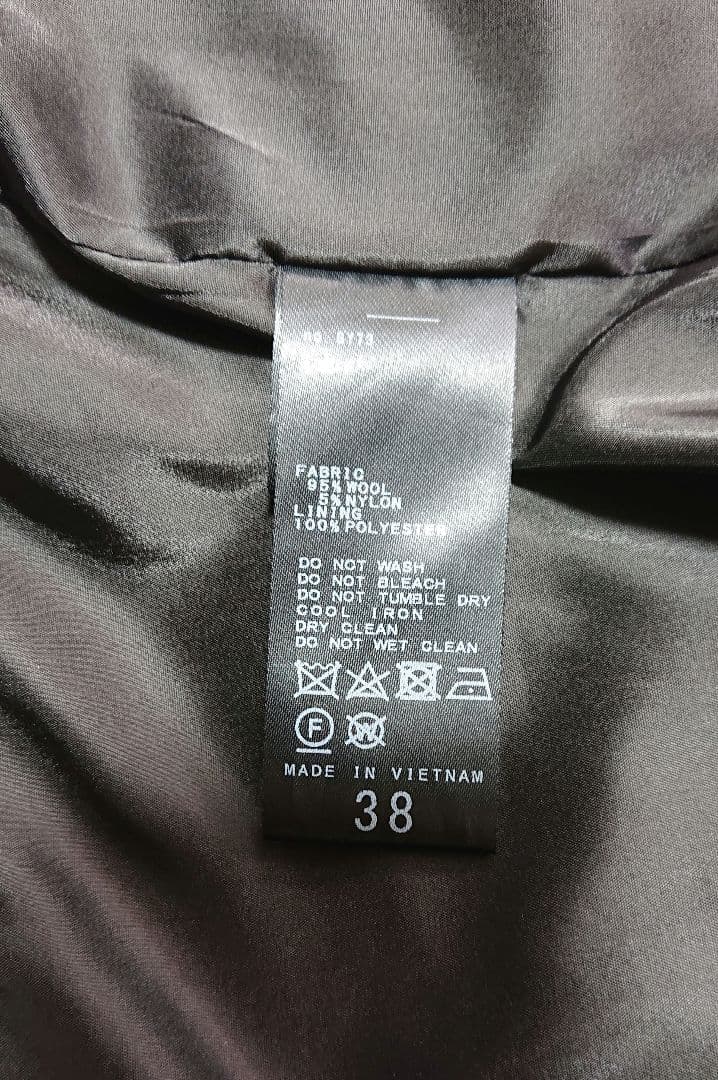 FABRIC
95% WOOL
5% NYLON
LINING
100% POLYESTER
DO NOT WASH
DO NOT BLEACH
DO NOT TUMBLE DRY
COOL IRON
DRY CLEAN
DO NOT WET CLEAN
F W
MADE IN VIETNAM
38